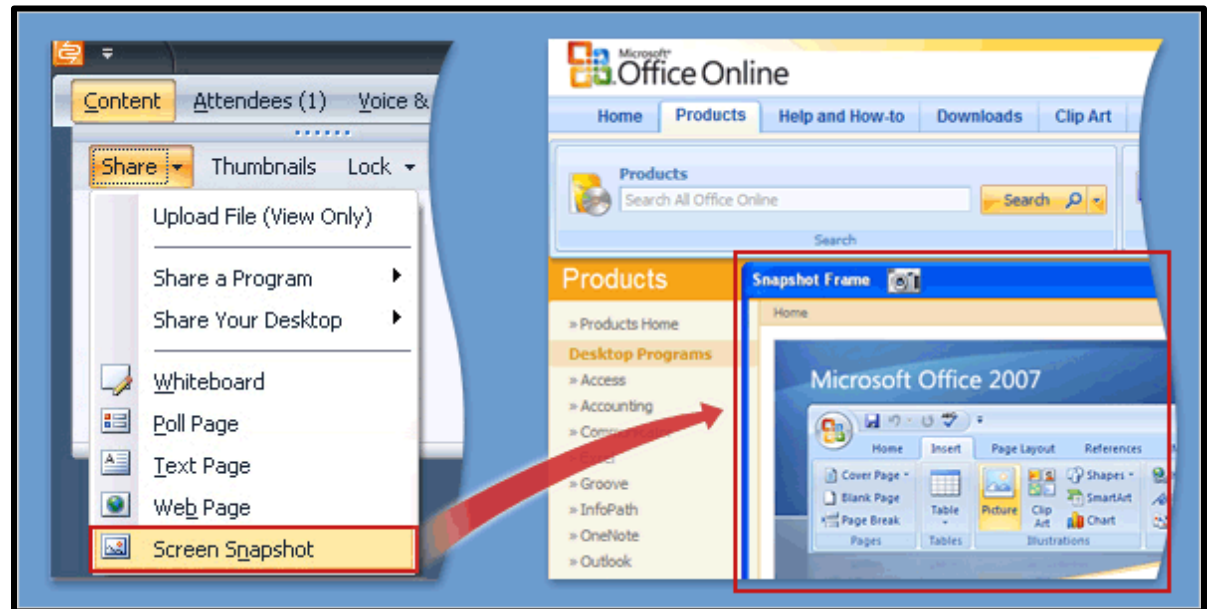 Content Attendees (1) Voice &
Share Thumbnails Lock
Upload File (View Only)
Share a Program
Share Your Desktop
Whiteboard
Poll Page
Text Page
Web Page
Screen Snapshot
Microsoft
Office Online
Home Products Help and How-to Downloads Clip Art
Products
Search All Office Online Search
Search
Products
» Products Home
Desktop Programs
» Access
» Accounting
» Excel
» Groove
» InfoPath
» OneNote
» Outlook
Snapshot Frame
Home
Microsoft Office 2007
Home Insert Page Layout References
Cover Page
Blank Page
Page Break
Pages
Table
Tables
Picture
Clip Art
Shapes
SmartArt
Chart
Illustrations